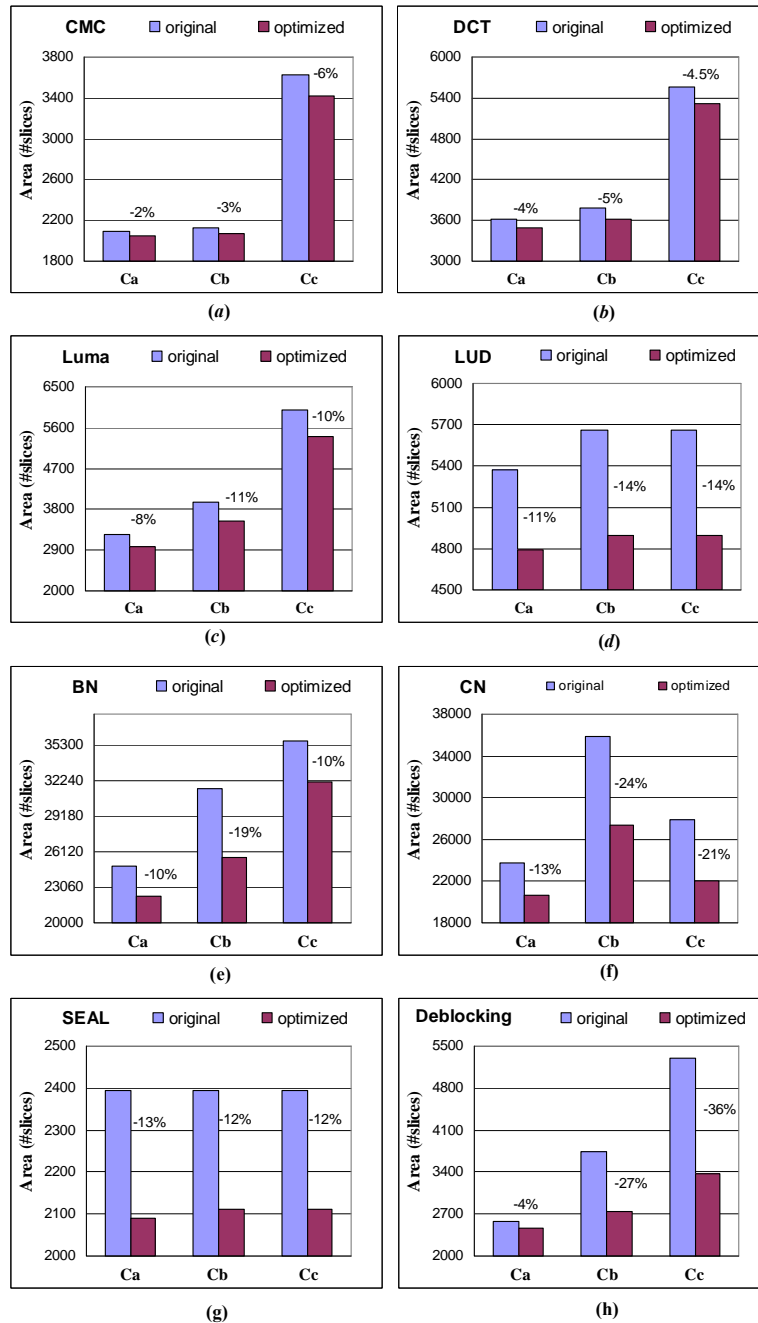 CMC original optimized
Area (#slices)
3800
3400
3000
2600
2200
1800
-2%
-3%
-6%
Ca Cb Cc
(a)
DCT original optimized
Area (#slices)
6000
5400
4800
4200
3600
3000
-4%
-5%
-4.5%
Ca Cb Cc
(b)
Luma original optimized
Area (#slices)
6500
5600
4700
3800
2900
2000
-8%
-11%
-10%
Ca Cb Cc
(c)
LUD original optimized
Area (#slices)
6000
5700
5400
5100
4800
4500
-11%
-14%
-14%
Ca Cb Cc
(d)
BN original optimized
Area (#slices)
35300
32240
29180
26120
23060
20000
-10%
-19%
-10%
Ca Cb Cc
(e)
CN original optimized
Area (#slices)
38000
34000
30000
26000
22000
18000
-13%
-24%
-21%
Ca Cb Cc
(f)
SEAL original optimized
Area (#slices)
2500
2400
2300
2200
2100
2000
-13%
-12%
-12%
Ca Cb Cc
(g)
Deblocking original optimized
Area (#slices)
5500
4800
4100
3400
2700
2000
-4%
-27%
-36%
Ca Cb Cc
(h)